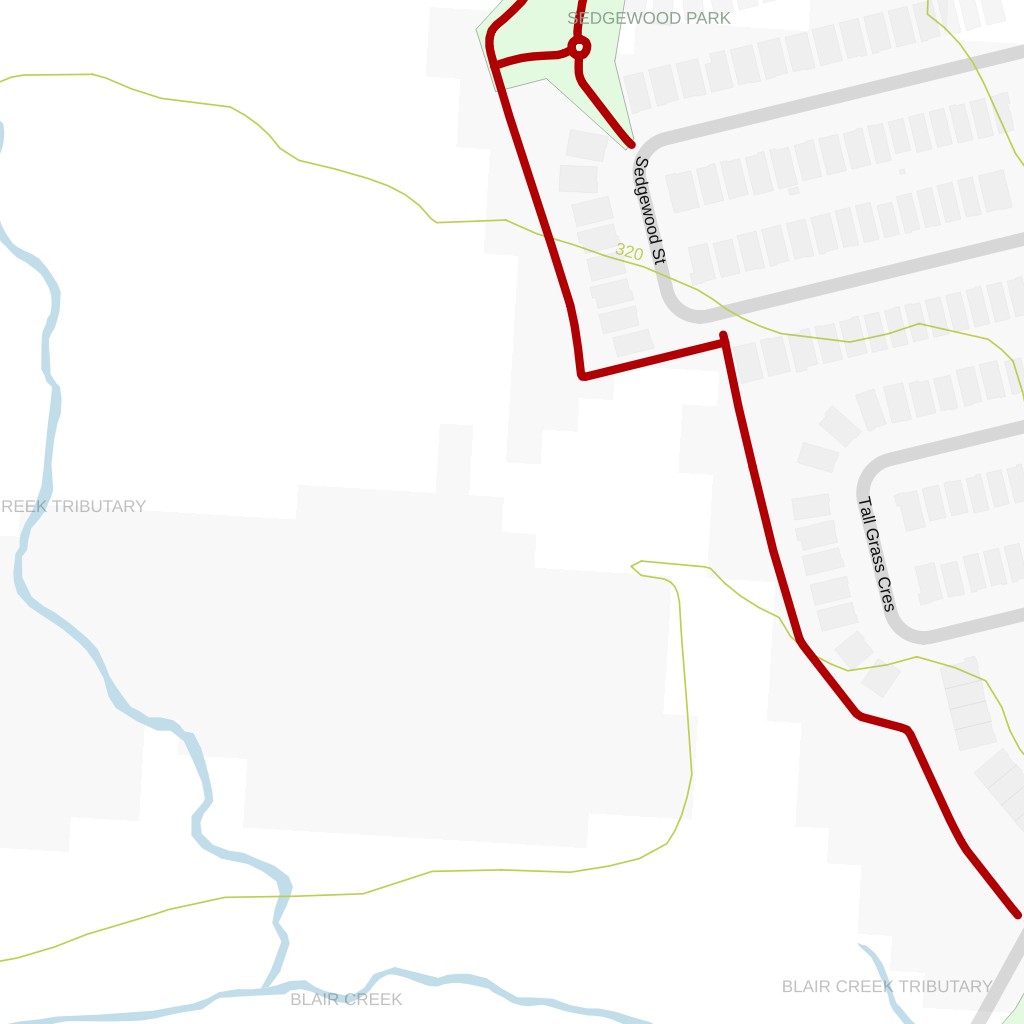 SEDGEWOOD PARK
Sedgewood St
320
REEK TRIBUTARY
Tall Grass Cres
BLAIR CREEK TRIBUTARY
BLAIR CREEK